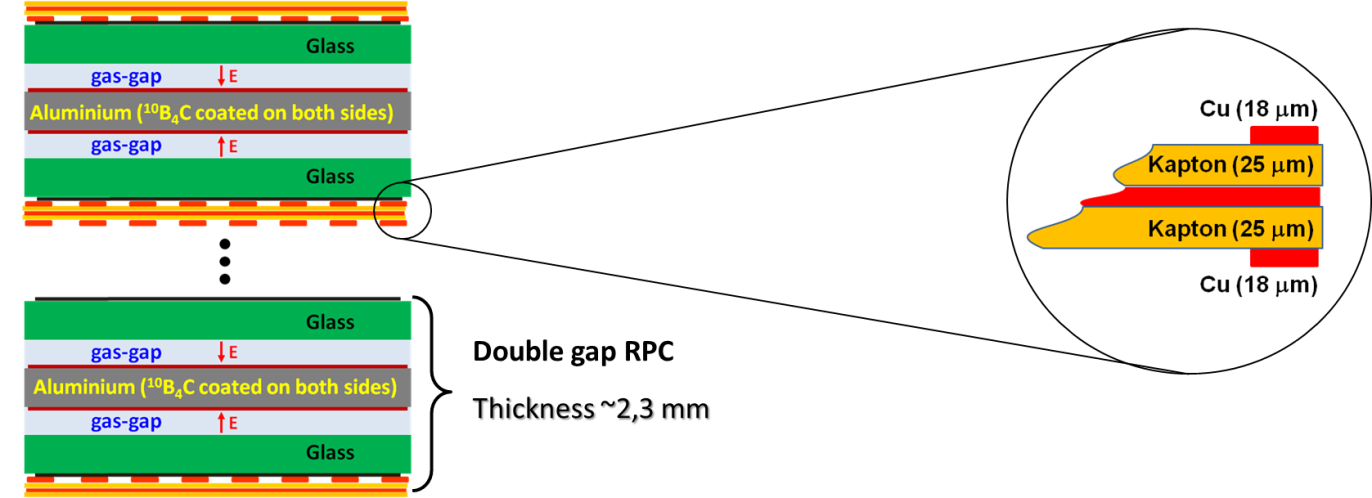 Glass
gas-gap
E
Aluminium (¹⁰B₄C coated on both sides)
gas-gap
E
Glass
Glass
gas-gap
E
Aluminium (¹⁰B₄C coated on both sides)
gas-gap
E
Glass
Double gap RPC
Thickness ~2,3 mm
Cu (18 μm)
Kapton (25 μm)
Kapton (25 μm)
Cu (18 μm)